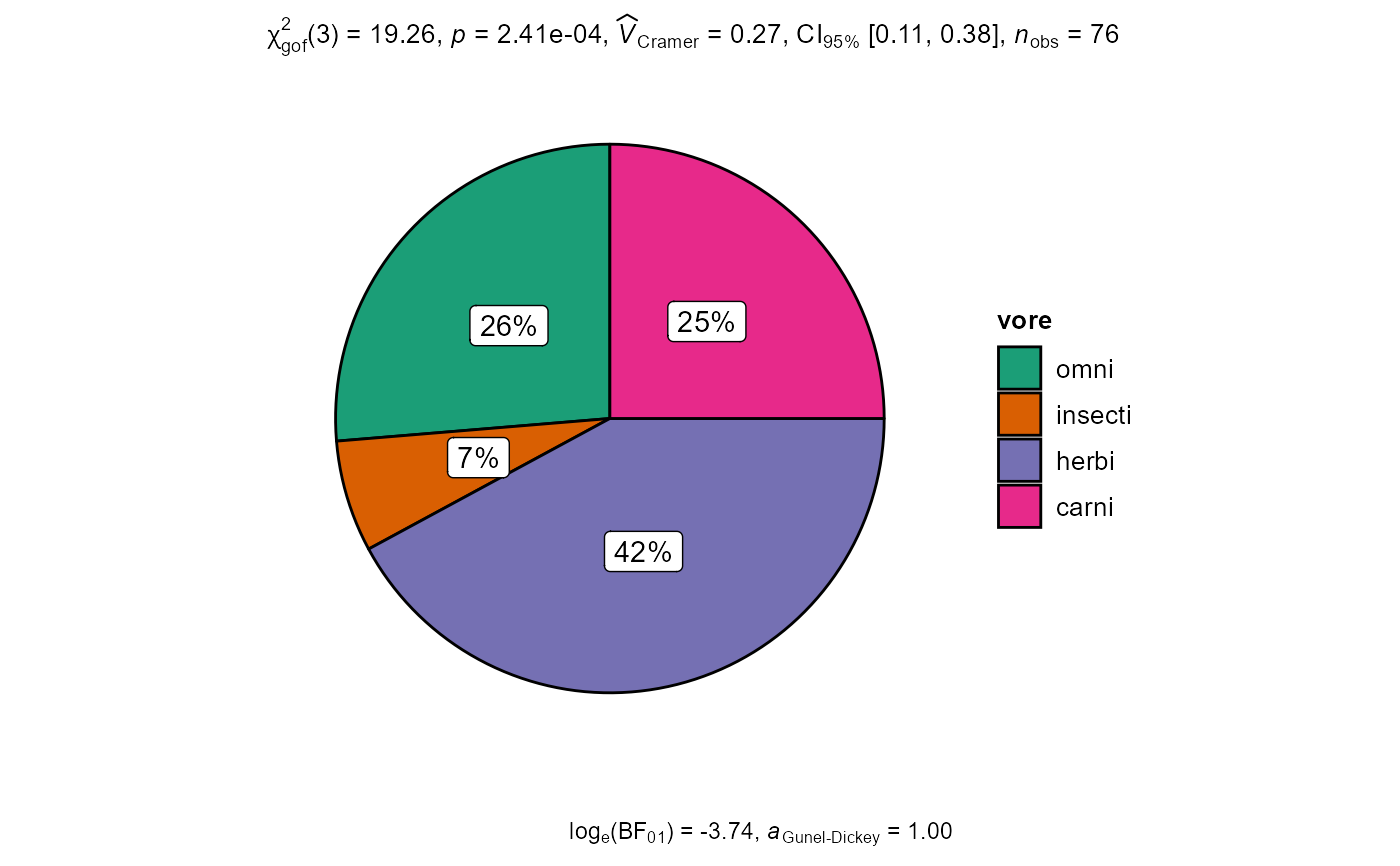 χ²gof(3) = 19.26, p = 2.41e-04, V̂Cramer = 0.27, CI95% [0.11, 0.38], nobs = 76
26%
25%
7%
42%
vore
omni
insecti
herbi
carni
loge(BF01) = -3.74, aGunel-Dickey = 1.00